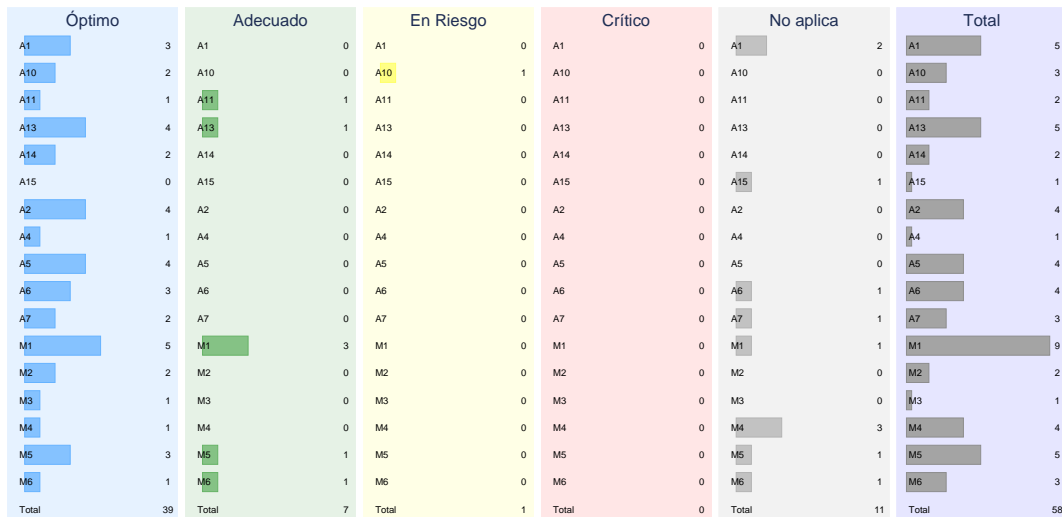 Óptimo Adecuado En Riesgo Crítico No aplica Total
A1 3 A1 0 A1 0 A1 0 A1 2 A1 5
A10 2 A10 0 A10 1 A10 0 A10 0 A10 3
A11 1 A11 1 A11 0 A11 0 A11 0 A11 2
A13 4 A13 1 A13 0 A13 0 A13 0 A13 5
A14 2 A14 0 A14 0 A14 0 A14 0 A14 2
A15 0 A15 0 A15 0 A15 0 A15 1 A15 1
A2 4 A2 0 A2 0 A2 0 A2 0 A2 4
A4 1 A4 0 A4 0 A4 0 A4 0 A4 1
A5 4 A5 0 A5 0 A5 0 A5 0 A5 4
A6 3 A6 0 A6 0 A6 0 A6 1 A6 4
A7 2 A7 0 A7 0 A7 0 A7 1 A7 3
M1 5 M1 3 M1 0 M1 0 M1 1 M1 9
M2 2 M2 0 M2 0 M2 0 M2 0 M2 2
M3 1 M3 0 M3 0 M3 0 M3 0 M3 1
M4 1 M4 0 M4 0 M4 0 M4 3 M4 4
M5 3 M5 1 M5 0 M5 0 M5 1 M5 5
M6 1 M6 1 M6 0 M6 0 M6 1 M6 3
Total 39 Total 7 Total 1 Total 0 Total 11 Total 58